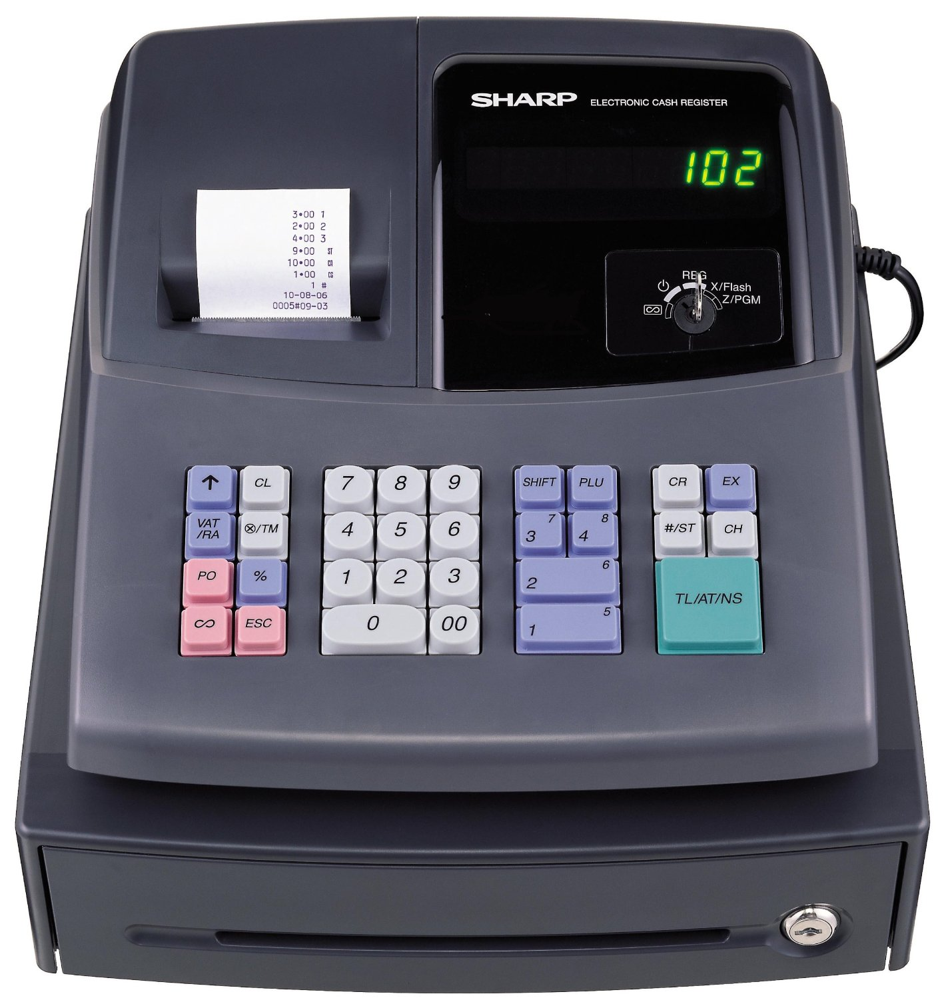 SHARP ELECTRONIC CASH REGISTER
102
3•00 1
2•00 2
4•00 3
9•00 ST
10•00 CA
1•00 CG
1 #
10-08-06
0005#09-03
REG
X/Flash
Z/PGM
↑ CL
VAT
/RA
⊗/TM
PO %
ESC
7 8 9
4 5 6
1 2 3
0 00
SHIFT PLU
3 7 4 8
2 6
1 5
CR EX
#/ST CH
TL/AT/NS